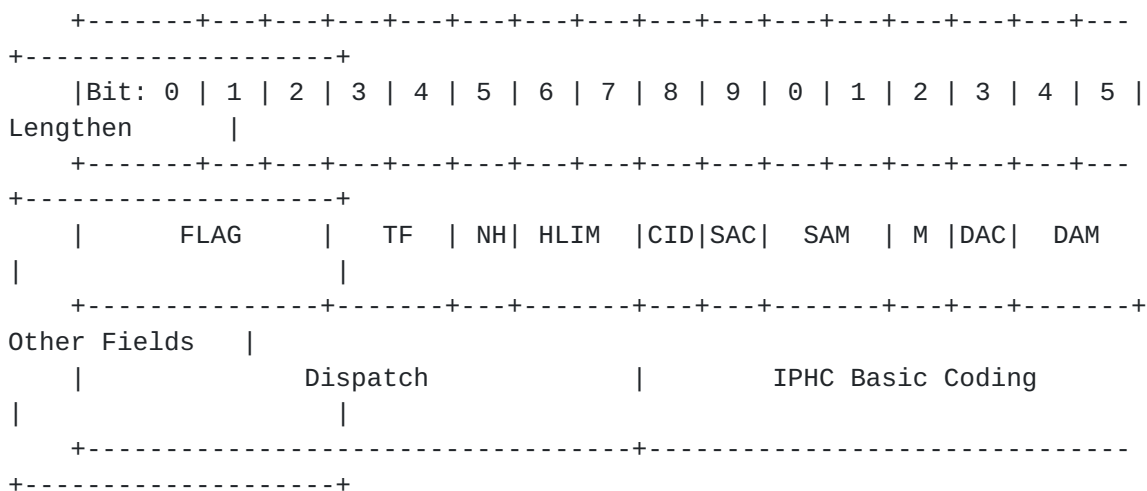 +-------+---+---+---+---+---+---+---+---+---+---+---+---+---+---+---
+--------------------+
|Bit: 0 | 1 | 2 | 3 | 4 | 5 | 6 | 7 | 8 | 9 | 0 | 1 | 2 | 3 | 4 | 5 |
Lengthen       |
+-------+---+---+---+---+---+---+---+---+---+---+---+---+---+---+---
+--------------------+
|      FLAG      |   TF  | NH| HLIM  |CID|SAC|  SAM  | M |DAC|  DAM
|                    |
+---------------+-------+---+-------+---+---+-------+---+---+-------+
Other Fields   |
|              Dispatch             |        IPHC Basic Coding
|                    |
+-----------------------------------+-------------------------------
+--------------------+